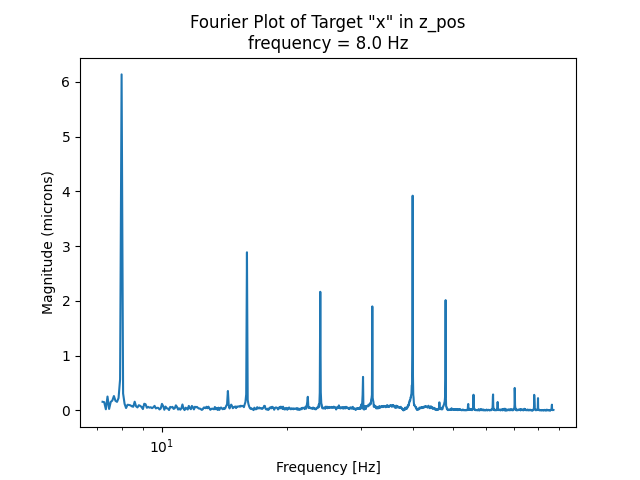 Fourier Plot of Target "x" in z_pos
frequency = 8.0 Hz
Magnitude (microns)
6
5
4
3
2
1
0
10¹
Frequency [Hz]